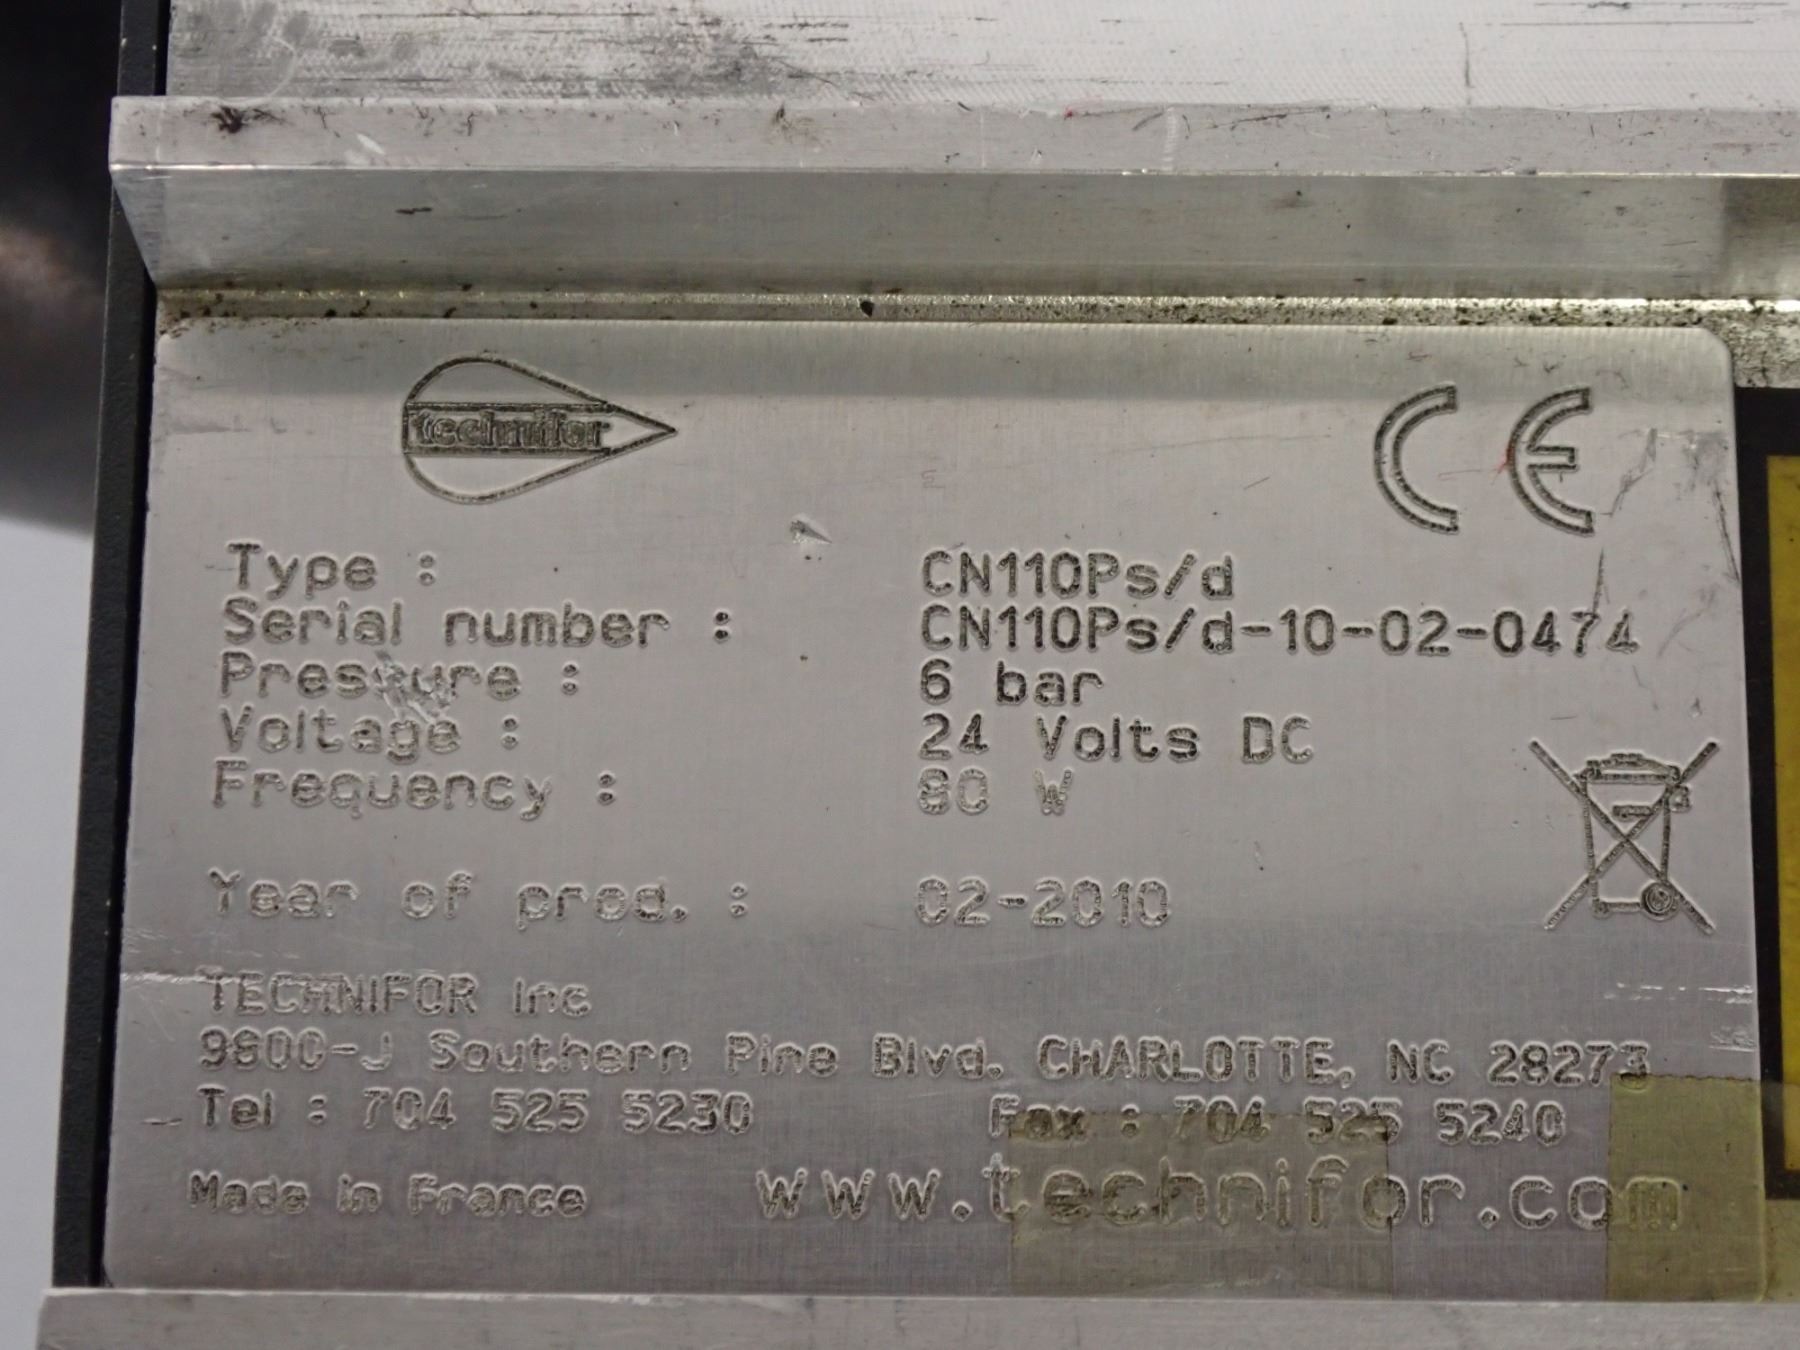 technifor
CE
Type : CN110Ps/d
Serial number : CN110Ps/d-10-02-0474
Pressure : 6 bar
Voltage : 24 Volts DC
Frequency : 80 W
Year of prod. : 02-2010
TECHNIFOR Inc
9800-J Southern Pine Blvd. CHARLOTTE, NC 28273
Tel : 704 525 5230 Fax : 704 525 5240
Made in France www.technifor.com